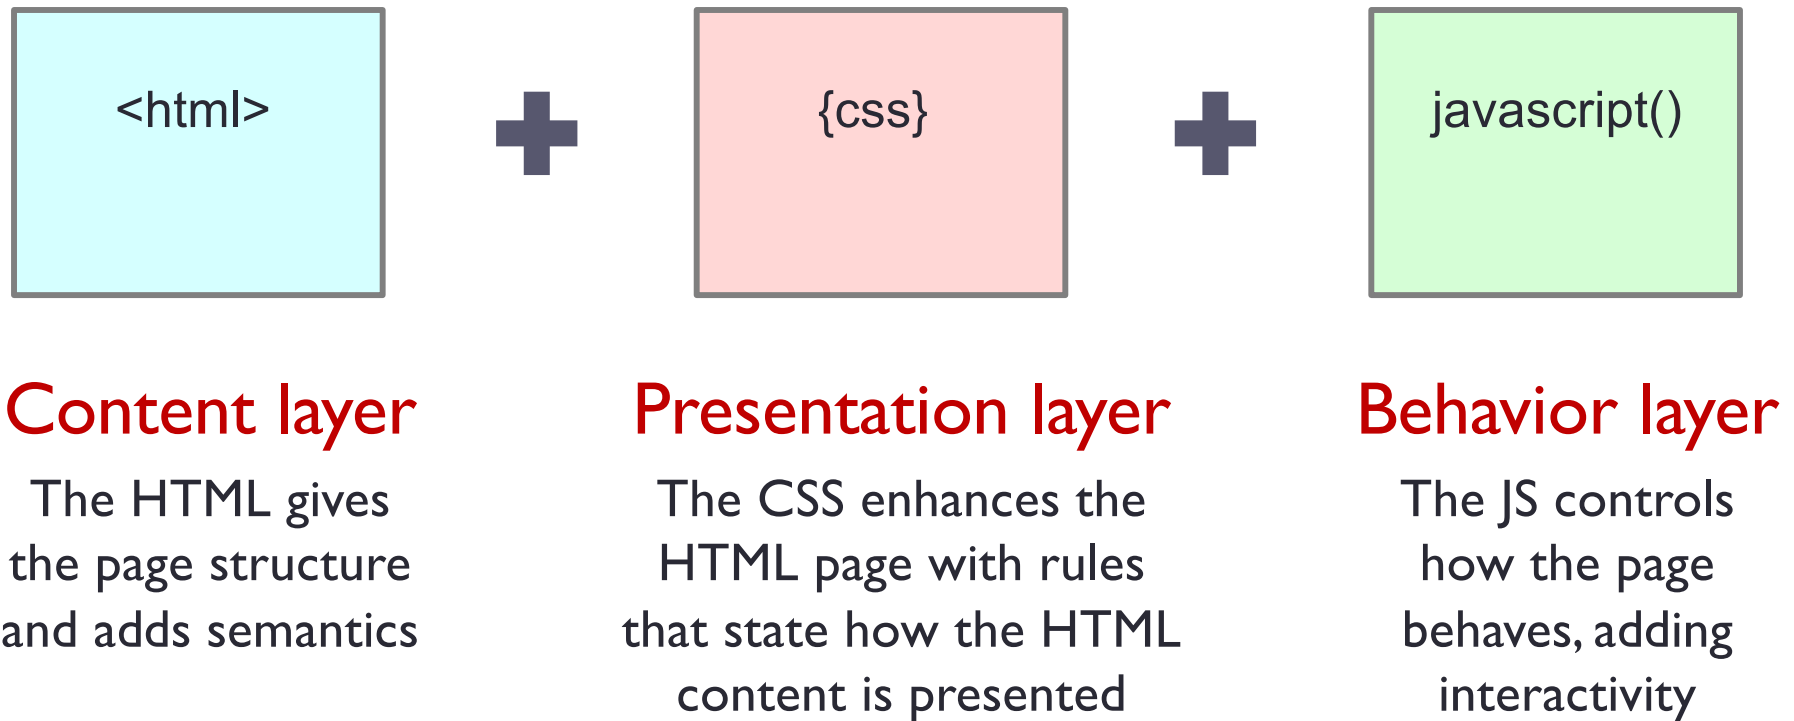 <html>
{css}
javascript()
Content layer
The HTML gives
the page structure
and adds semantics
Presentation layer
The CSS enhances the
HTML page with rules
that state how the HTML
content is presented
Behavior layer
The JS controls
how the page
behaves, adding
interactivity